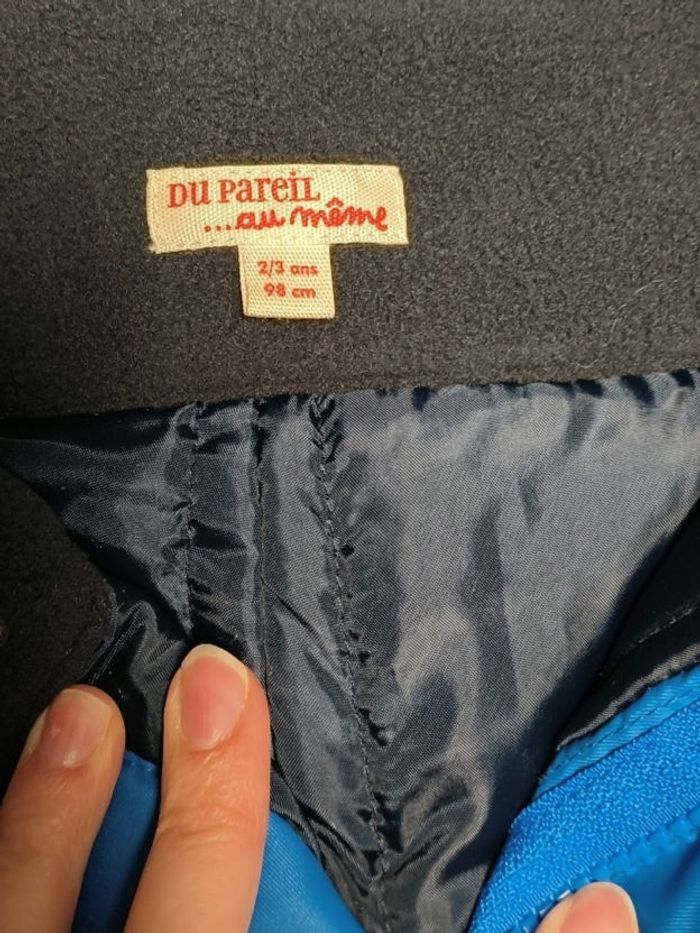 DU PAREIL
...au même
2/3 ans
98 cm